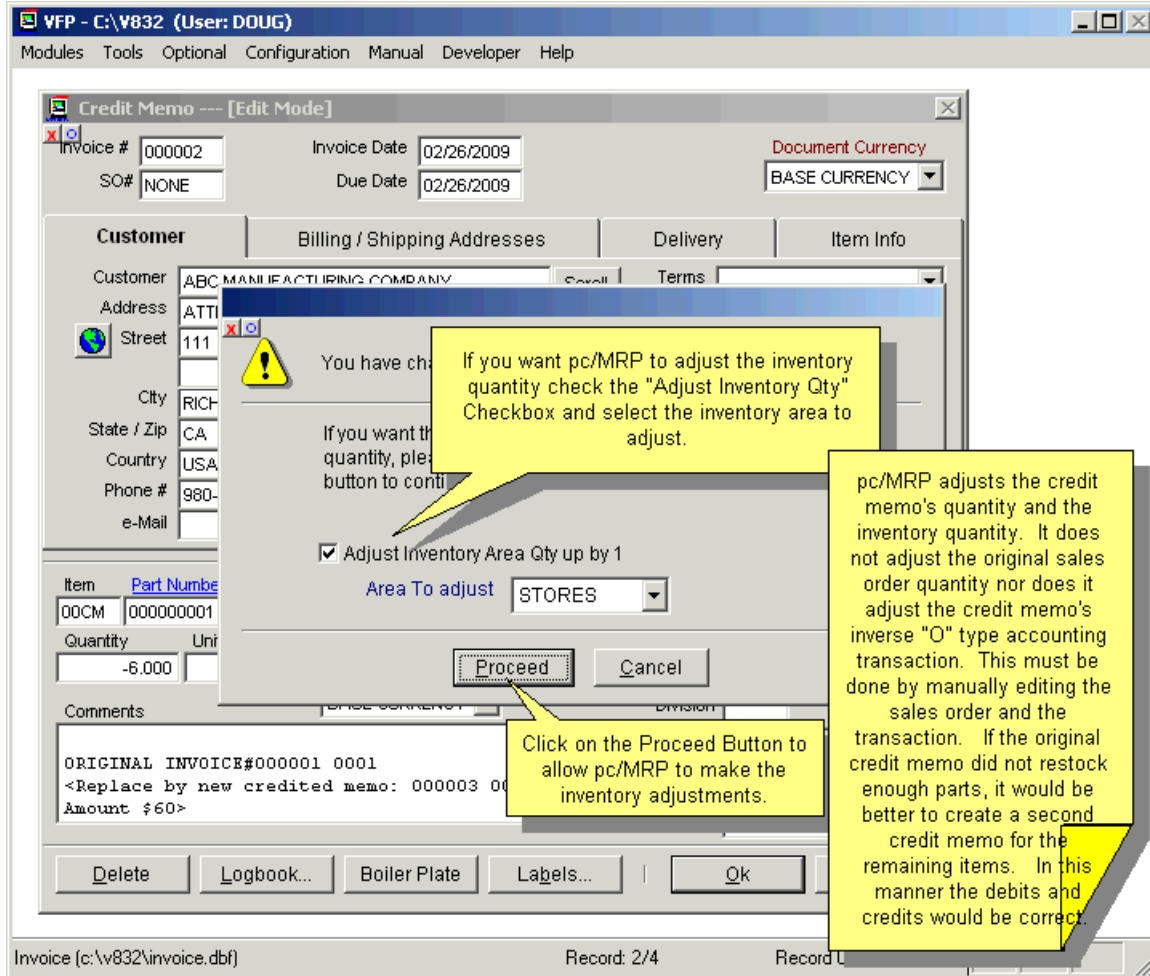 VFP - C:\V832 (User: DOUG)
Modules Tools Optional Configuration Manual Developer Help
Credit Memo --- [Edit Mode]
Invoice # 000002 Invoice Date 02/26/2009 Document Currency
SO# NONE Due Date 02/26/2009 BASE CURRENCY
Customer Billing / Shipping Addresses Delivery Item Info
Customer ABC MANUFACTURING COMPANY Scroll Terms
Address
Street 111
City
State / Zip CA
Country USA
Phone # 980-
e-Mail
You have
If you want pc/MRP to adjust the inventory
quantity check the "Adjust Inventory Qty"
Checkbox and select the inventory area to
adjust.
If you want
quantity,
button to
Adjust Inventory Area Qty up by 1
Area To adjust STORES
Proceed Cancel
pc/MRP adjusts the credit
memo's quantity and the
inventory quantity. It does
not adjust the original sales
order quantity nor does it
adjust the credit memo's
inverse "O" type accounting
transaction. This must be
done by manually editing the
sales order and the
transaction. If the original
credit memo did not restock
enough parts, it would be
better to create a second
credit memo for the
remaining items. In this
manner the debits and
credits would be correct.
Item Part
00CM 000000001
Quantity
-6.000
Click on the Proceed Button to
allow pc/MRP to make the
inventory adjustments.
Comments BASE CURRENCY Division
ORIGINAL INVOICE#000001 0001
<Replace by new credited memo: 000003
Amount $60>
Delete Logbook... Boiler Plate Labels... | Ok
Invoice (c:\v832\invoice.dbf) Record: 2/4 Record